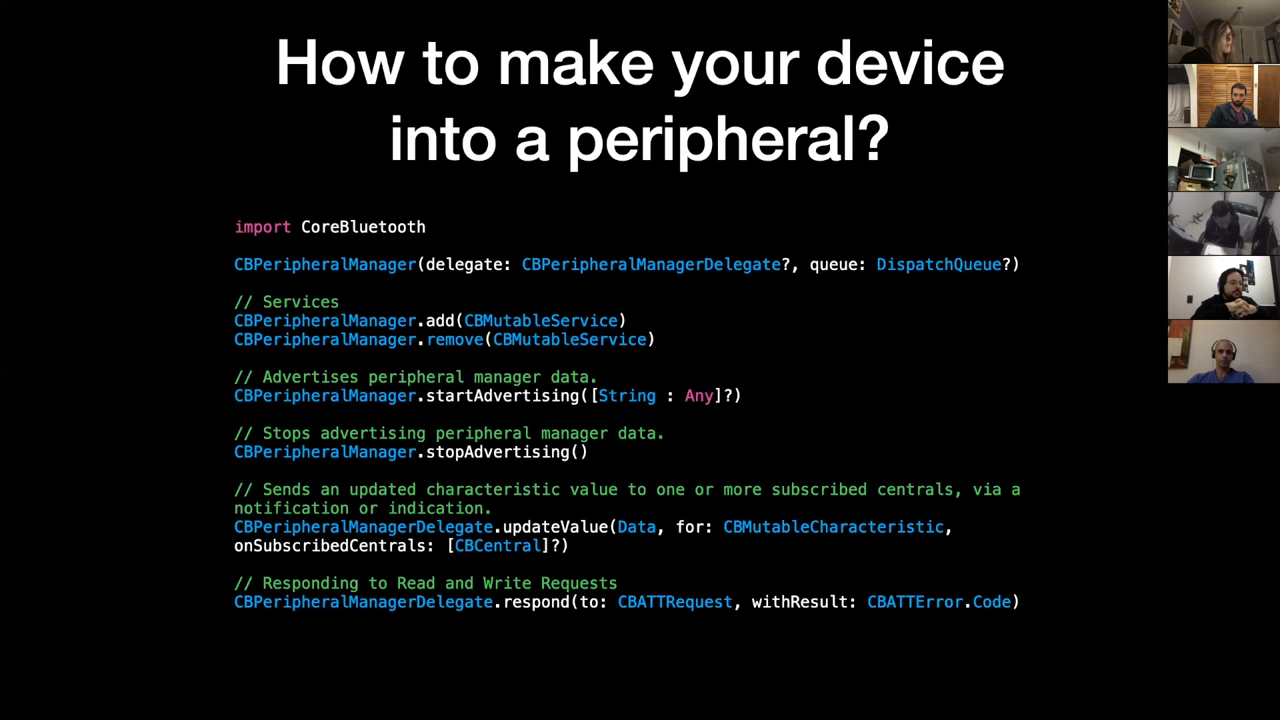 How to make your device
into a peripheral?
import CoreBluetooth
CBPeripheralManager(delegate: CBPeripheralManagerDelegate?, queue: DispatchQueue?)
// Services
CBPeripheralManager.add(CBMutableService)
CBPeripheralManager.remove(CBMutableService)
// Advertises peripheral manager data.
CBPeripheralManager.startAdvertising([String : Any]?)
// Stops advertising peripheral manager data.
CBPeripheralManager.stopAdvertising()
// Sends an updated characteristic value to one or more subscribed centrals, via a
notification or indication.
CBPeripheralManagerDelegate.updateValue(Data, for: CBMutableCharacteristic,
onSubscribedCentrals: [CBCentral]?)
// Responding to Read and Write Requests
CBPeripheralManagerDelegate.respond(to: CBATTRequest, withResult: CBATTError.Code)